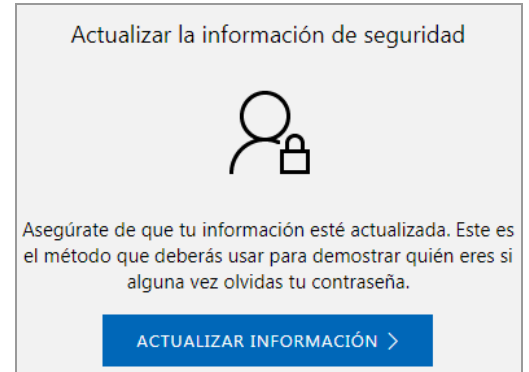 Actualizar la información de seguridad
Asegúrate de que tu información esté actualizada. Este es
el método que deberás usar para demostrar quién eres si
alguna vez olvidas tu contraseña.
ACTUALIZAR INFORMACIÓN >